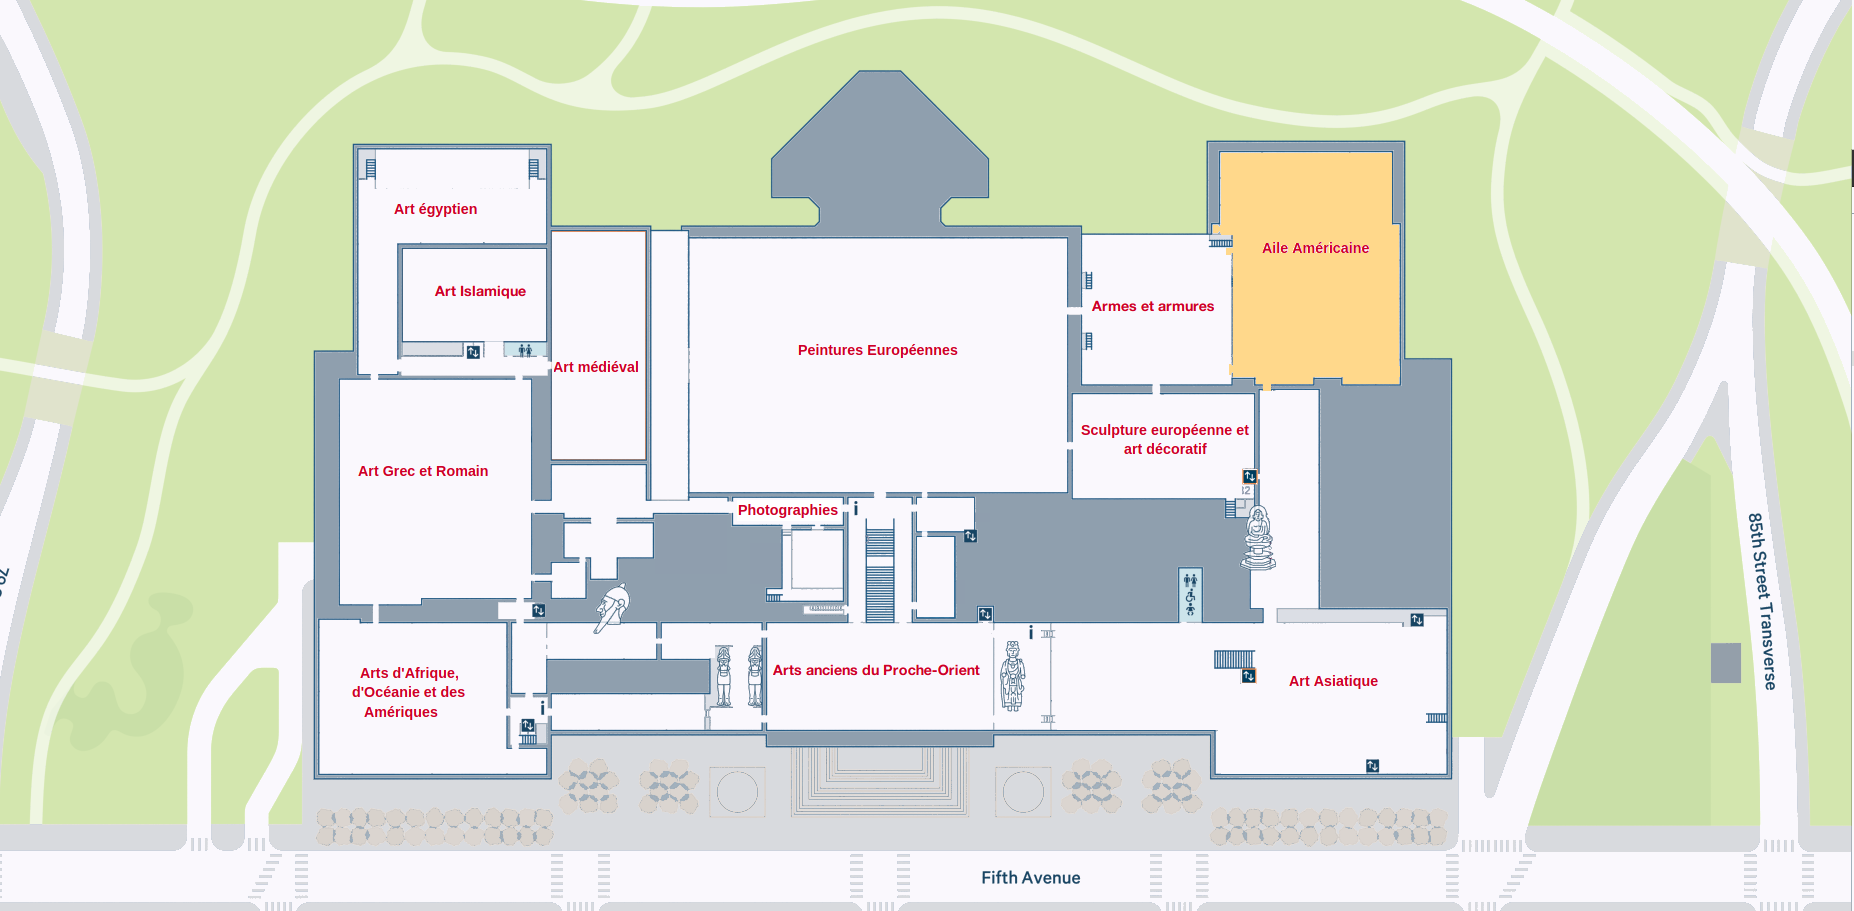 Art égyptien
Aile Américaine
Art Islamique
Armes et armures
Peintures Européennes
Art médiéval
Sculpture européenne et
art décoratif
Art Grec et Romain
Photographies
i
i
Arts d'Afrique,
d'Océanie et des
Amériques
Arts anciens du Proche-Orient
Art Asiatique
i
85th Street Transverse
Fifth Avenue